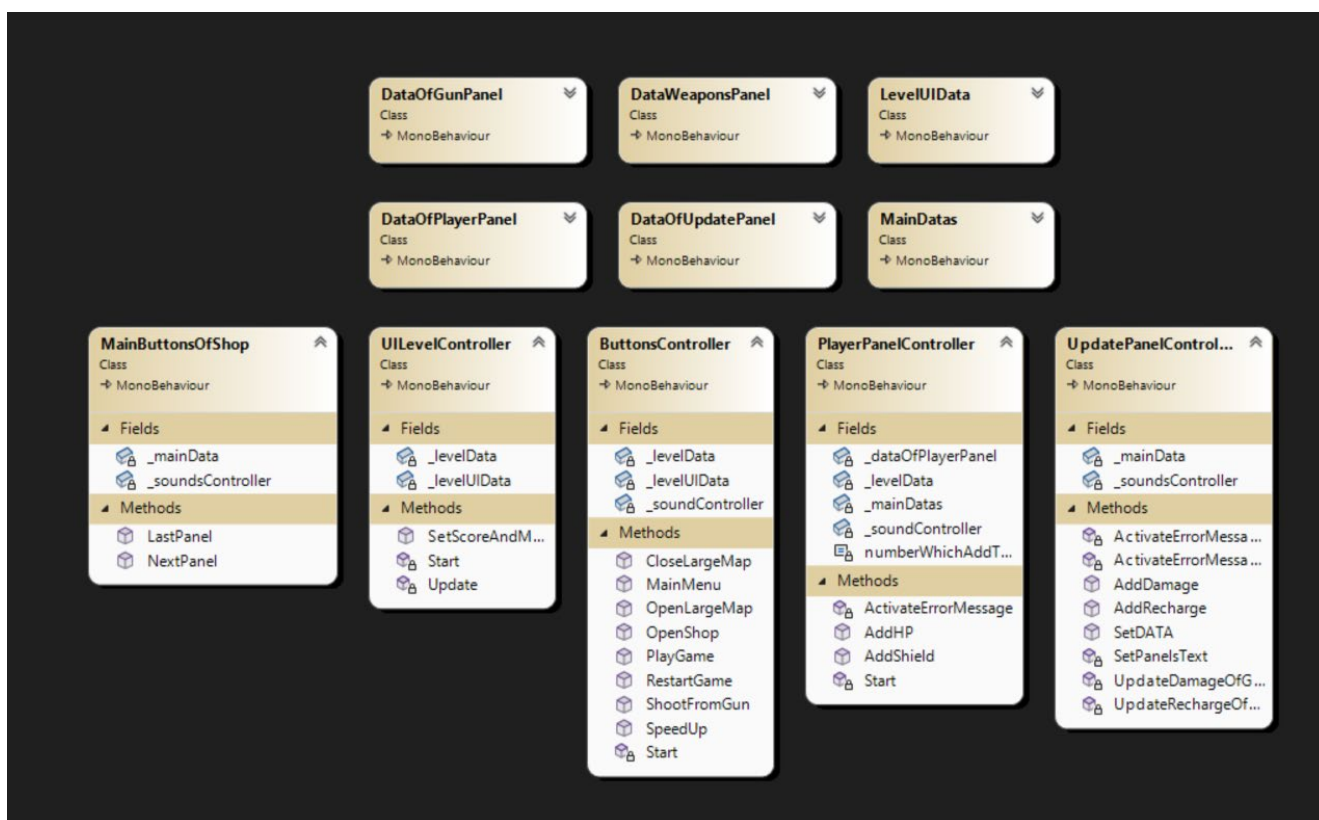 DataOfGunPanel
Class
MonoBehaviour
DataWeaponsPanel
Class
MonoBehaviour
LevelUIData
Class
MonoBehaviour
DataOfPlayerPanel
Class
MonoBehaviour
DataOfUpdatePanel
Class
MonoBehaviour
MainDatas
Class
MonoBehaviour
MainButtonsOfShop
Class
MonoBehaviour
Fields
_mainData
_soundsController
Methods
LastPanel
NextPanel
UILevelController
Class
MonoBehaviour
Fields
_levelData
_levelUIData
Methods
SetScoreAndM...
Start
Update
ButtonsController
Class
MonoBehaviour
Fields
_levelData
_levelUIData
_soundController
Methods
CloseLargeMap
MainMenu
OpenLargeMap
OpenShop
PlayGame
RestartGame
ShootFromGun
SpeedUp
Start
PlayerPanelController
Class
MonoBehaviour
Fields
_dataOfPlayerPanel
_levelData
_mainDatas
_soundController
numberWhichAddT...
Methods
ActivateErrorMessage
AddHP
AddShield
Start
UpdatePanelControl...
Class
MonoBehaviour
Fields
_mainData
_soundsController
Methods
ActivateErrorMessa...
ActivateErrorMessa...
AddDamage
AddRecharge
SetDATA
SetPanelsText
UpdateDamageOfG...
UpdateRechargeOf...